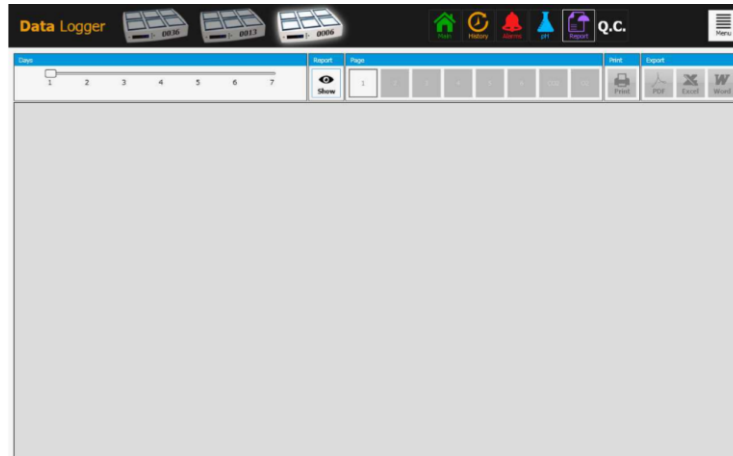 Data Logger 0036 0013 0006 Main History Alarms pH Report Q.C. Menu
Days Report Page Print Export
1 2 3 4 5 6 7 Show 1 Print PDF Excel Word